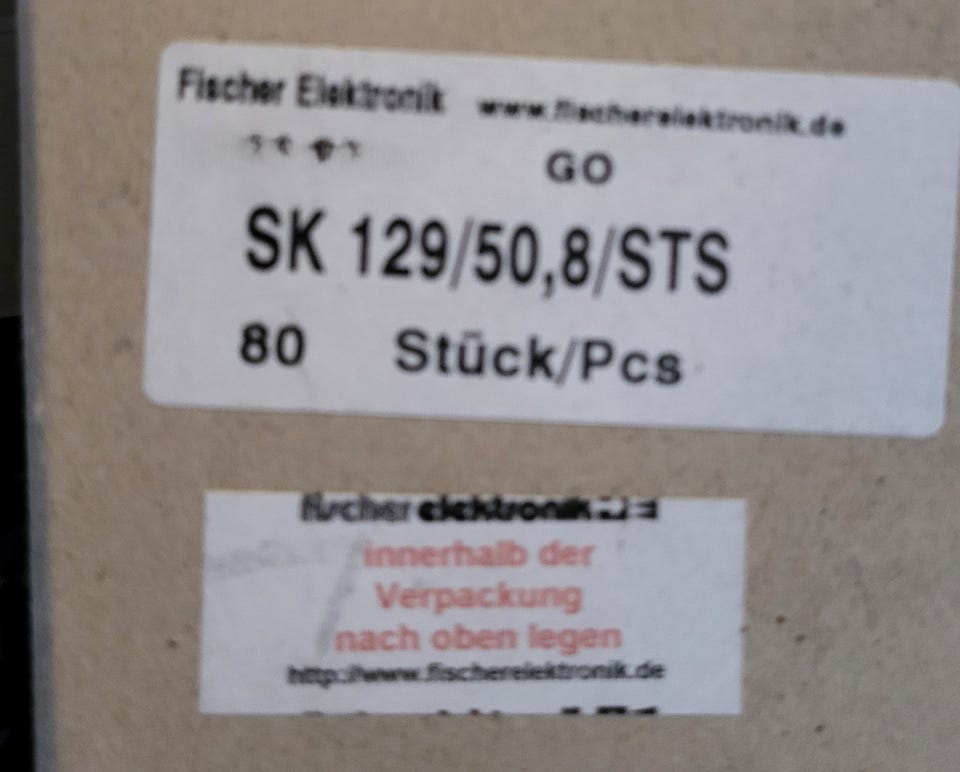 Fischer Elektronik www.fischerelektronik.de
GO
SK 129/50,8/STS
80 Stück/Pcs
fischer elektronik
innerhalb der
Verpackung
nach oben legen
http://www.fischerelektronik.de